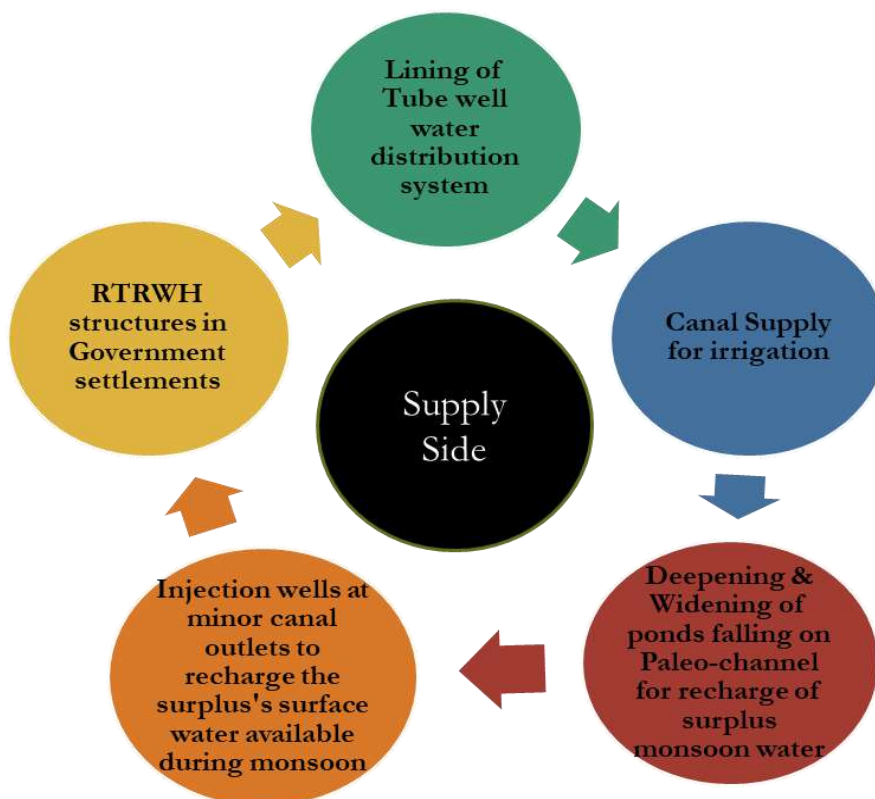 Lining of
Tube well
water
distribution
system
Canal Supply
for irrigation
Deepening &
Widening of
ponds falling on
Paleo-channel
for recharge of
surplus
monsoon water
Injection wells at
minor canal
outlets to
recharge the
surplus's surface
water available
during monsoon
RTRWH
structures in
Government
settlements
Supply
Side